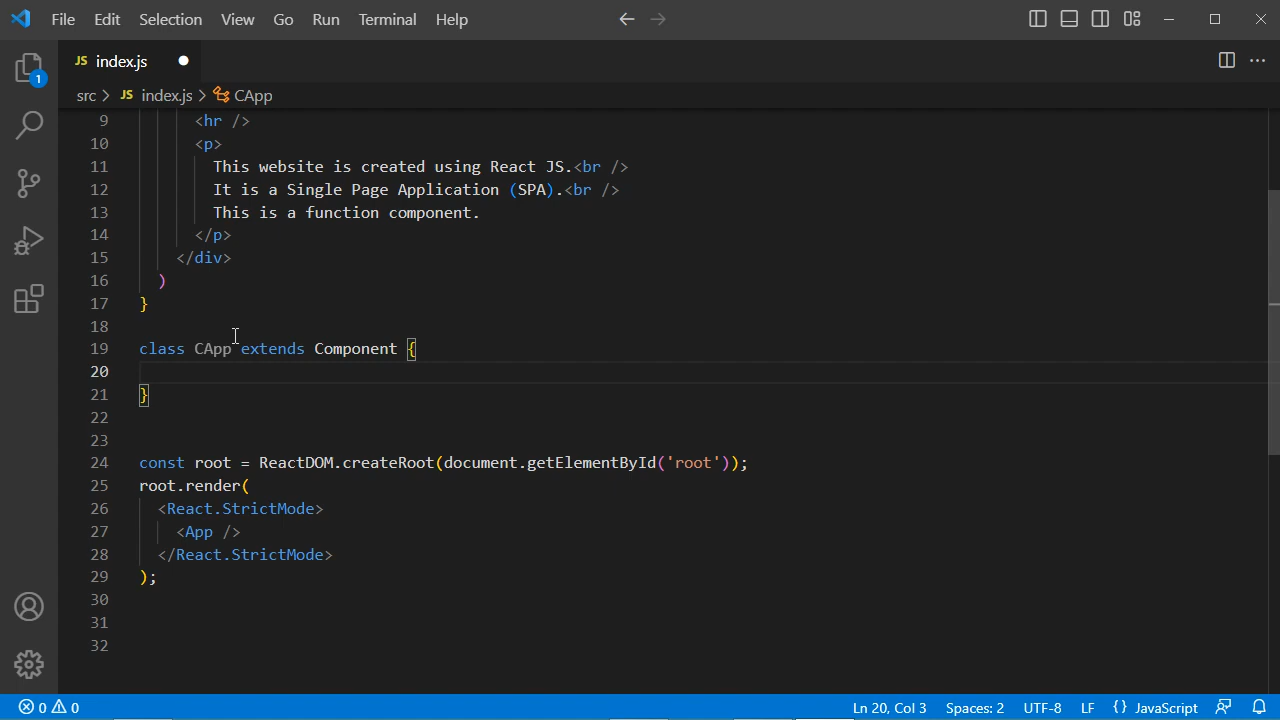 File Edit Selection View Go Run Terminal Help
JS index.js
src > JS index.js > CApp
1
9 <hr />
10 <p>
11 This website is created using React JS.<br />
12 It is a Single Page Application (SPA).<br />
13 This is a function component.
14 </p>
15 </div>
16 )
17 }
18
19 class CApp extends Component {
20
21 }
22
23
24 const root = ReactDOM.createRoot(document.getElementById('root'));
25 root.render(
26 <React.StrictMode>
27 <App />
28 </React.StrictMode>
29 );
30
31
32
0 0 Ln 20, Col 3 Spaces: 2 UTF-8 LF {} JavaScript